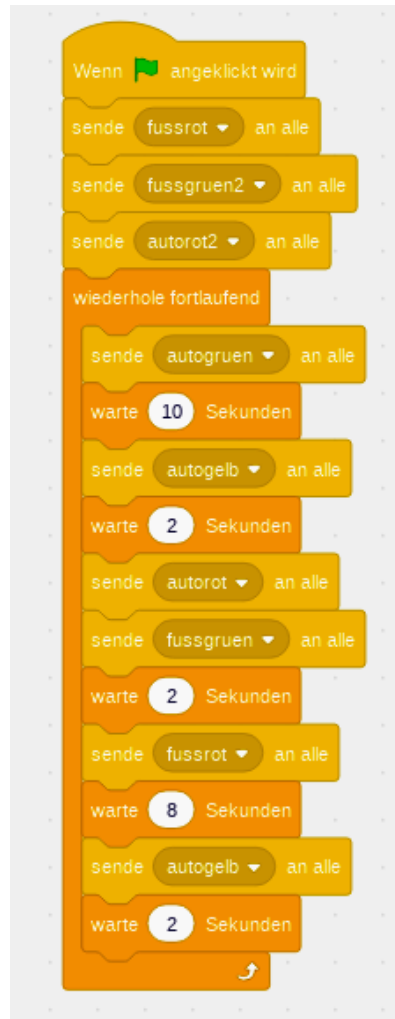 Wenn angeklickt wird
sende fussrot an alle
sende fussgruen2 an alle
sende autorot2 an alle
wiederhole fortlaufend
sende autogruen an alle
warte 10 Sekunden
sende autogelb an alle
warte 2 Sekunden
sende autorot an alle
sende fussgruen an alle
warte 2 Sekunden
sende fussrot an alle
warte 8 Sekunden
sende autogelb an alle
warte 2 Sekunden